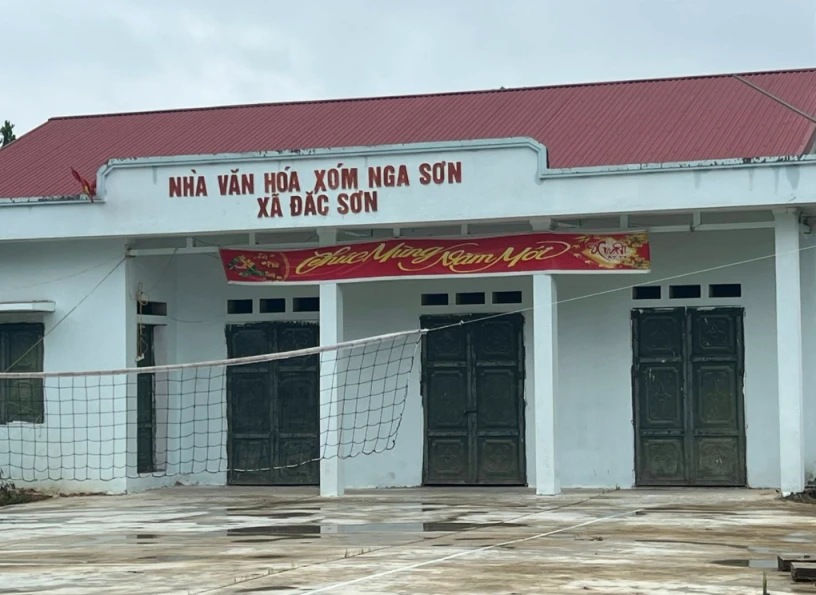 NHÀ VĂN HÓA XÓM NGA SƠN
XÃ ĐẮC SƠN
Chúc Mừng Năm Mới